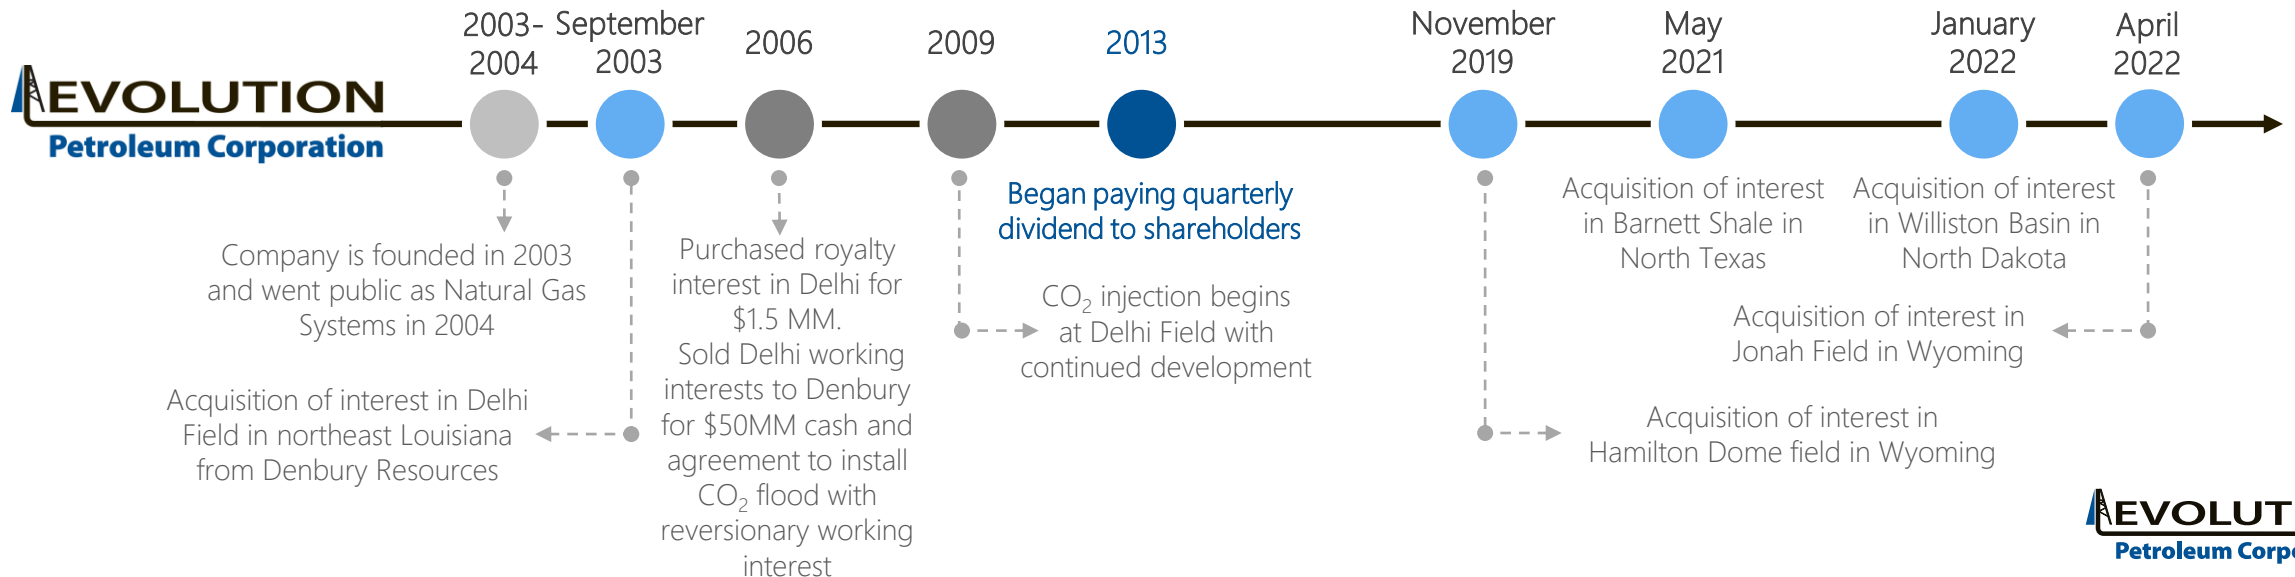 EVOLUTION
Petroleum Corporation
2003-
2004
September
2003
2006
2009
2013
November
2019
May
2021
January
2022
April
2022
Company is founded in 2003
and went public as Natural Gas
Systems in 2004
Acquisition of interest in Delhi
Field in northeast Louisiana
from Denbury Resources
Purchased royalty
interest in Delhi for
$1.5 MM.
Sold Delhi working
interests to Denbury
for $50MM cash and
agreement to install
CO₂ flood with
reversionary working
interest
CO₂ injection begins
at Delhi Field with
continued development
Began paying quarterly
dividend to shareholders
Acquisition of interest in
Hamilton Dome field in Wyoming
Acquisition of interest
in Barnett Shale in
North Texas
Acquisition of interest
in Williston Basin in
North Dakota
Acquisition of interest in
Jonah Field in Wyoming
EVOLUT
Petroleum Corpo